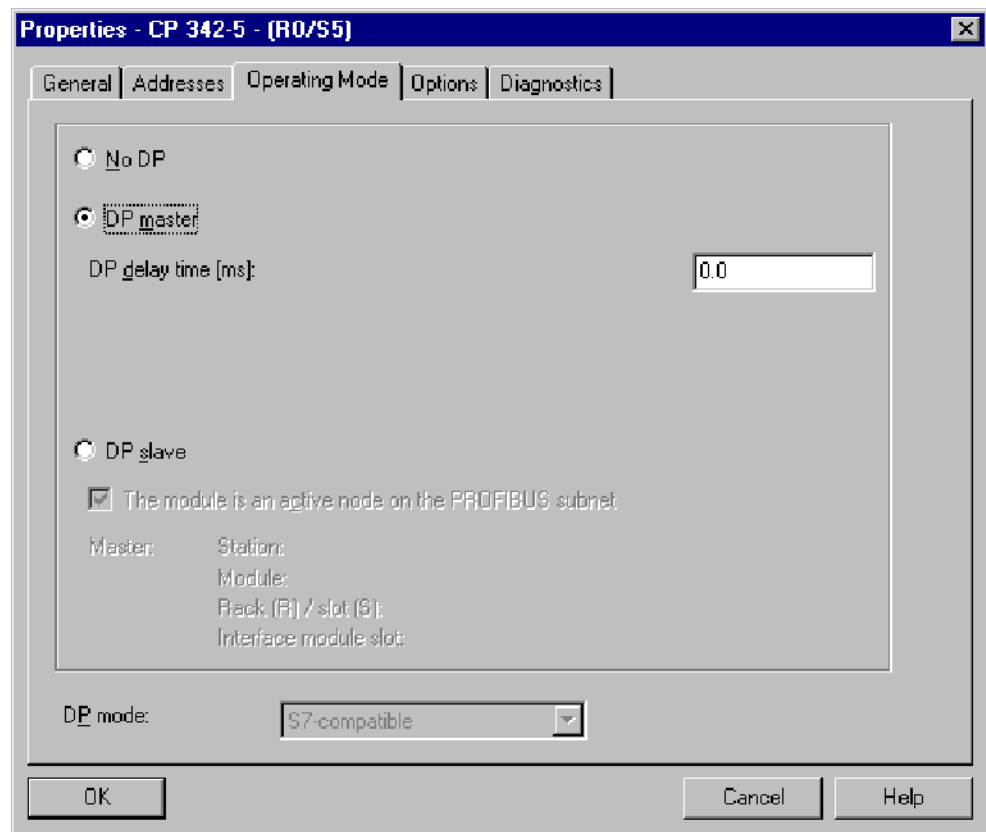 Properties - CP 342-5 - (R0/S5)
General Addresses Operating Mode Options Diagnostics
No DP
DP master
DP delay time [ms]: 0.0
DP slave
The module is an active node on the PROFIBUS subnet
Master: Station:
Module:
Rack (R) / slot (S):
Interface module slot:
DP mode: S7-compatible
OK Cancel Help